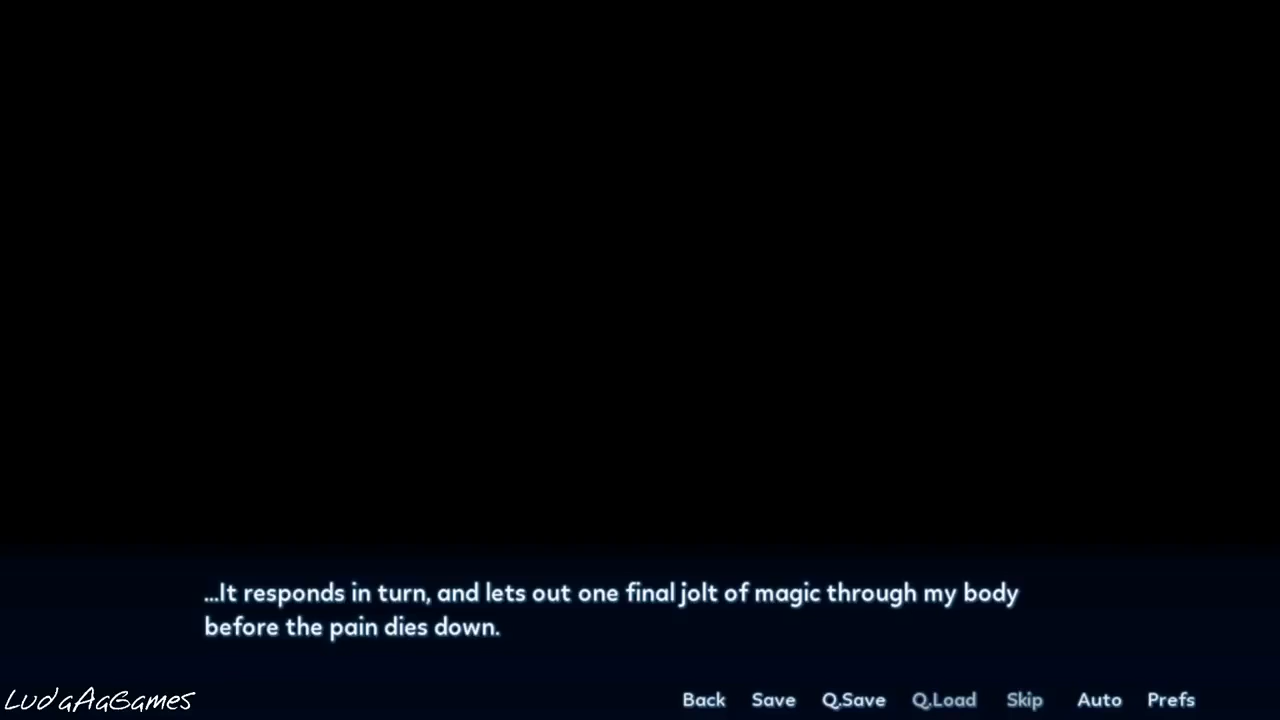 ...It responds in turn, and lets out one final jolt of magic through my body
before the pain dies down.
LudaAaGames
Back Save Q.Save Q.Load Skip Auto Prefs